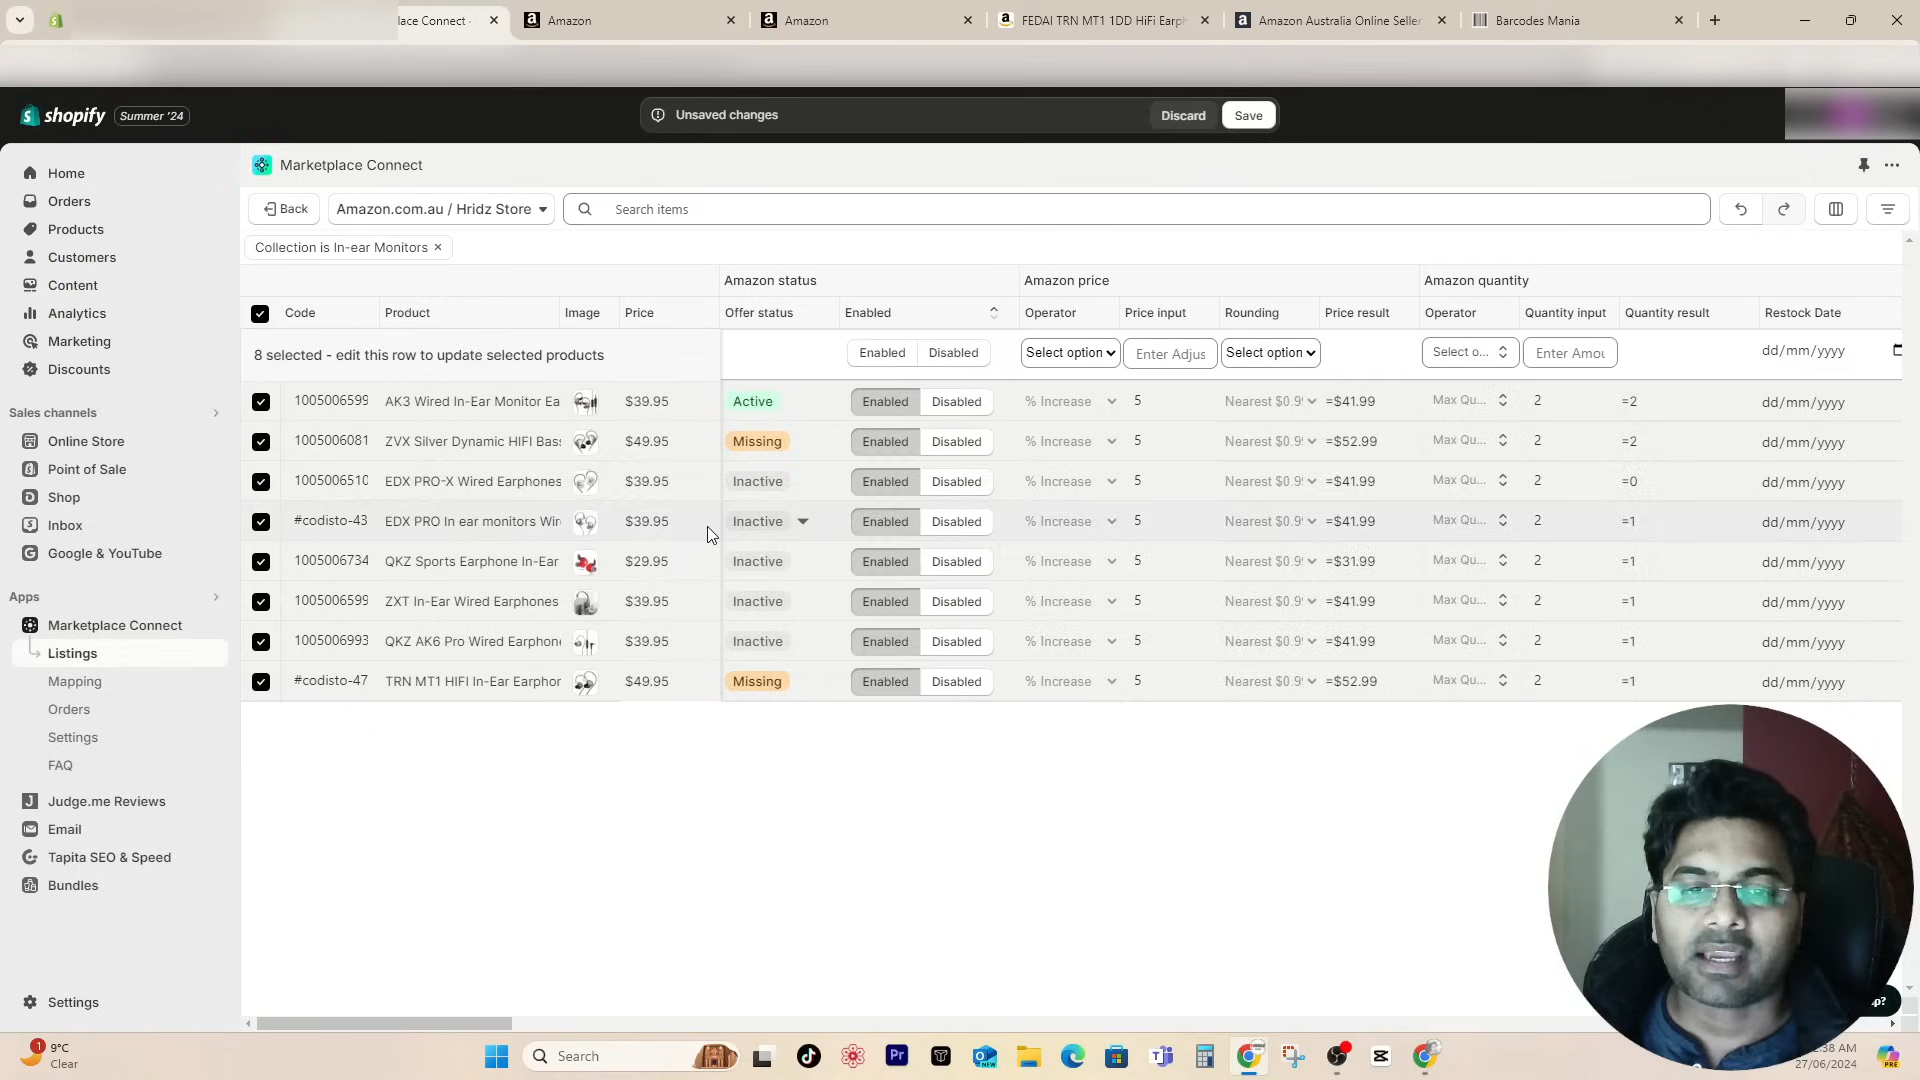 lace Connect -
Amazon
Amazon
FEDAI TRN MT1 1DD HiFi Earph
Amazon Australia Online Seller
Barcodes Mania
shopify
Summer '24
Unsaved changes
Discard
Save
Home
Orders
Products
Customers
Content
Analytics
Marketing
Discounts
Sales channels
Online Store
Point of Sale
Shop
Inbox
Google & YouTube
Apps
Marketplace Connect
Listings
Mapping
Orders
Settings
FAQ
Judge.me Reviews
Email
Tapita SEO & Speed
Bundles
Settings
Marketplace Connect
Back
Amazon.com.au / Hridz Store
Search items
Collection is In-ear Monitors ×
Amazon status Amazon price Amazon quantity
Code Product Image Price Offer status Enabled Operator Price input Rounding Price result Operator Quantity input Quantity result Restock Date
8 selected - edit this row to update selected products Enabled Disabled Select option Enter Adjus Select option Select o... Enter Amou dd/mm/yyyy
1005006599 AK3 Wired In-Ear Monitor Ea $39.95 Active Enabled Disabled % Increase 5 Nearest $0.9 =$41.99 Max Qu... 2 =2 dd/mm/yyyy
1005006081 ZVX Silver Dynamic HIFI Bass $49.95 Missing Enabled Disabled % Increase 5 Nearest $0.9 =$52.99 Max Qu... 2 =2 dd/mm/yyyy
1005006510 EDX PRO-X Wired Earphones $39.95 Inactive Enabled Disabled % Increase 5 Nearest $0.9 =$41.99 Max Qu... 2 =0 dd/mm/yyyy
#codisto-43 EDX PRO In ear monitors Wir $39.95 Inactive Enabled Disabled % Increase 5 Nearest $0.9 =$41.99 Max Qu... 2 =1 dd/mm/yyyy
1005006734 QKZ Sports Earphone In-Ear $29.95 Inactive Enabled Disabled % Increase 5 Nearest $0.9 =$31.99 Max Qu... 2 =1 dd/mm/yyyy
1005006599 ZXT In-Ear Wired Earphones $39.95 Inactive Enabled Disabled % Increase 5 Nearest $0.9 =$41.99 Max Qu... 2 =1 dd/mm/yyyy
1005006993 QKZ AK6 Pro Wired Earphone $39.95 Inactive Enabled Disabled % Increase 5 Nearest $0.9 =$41.99 Max Qu... 2 =1 dd/mm/yyyy
#codisto-47 TRN MT1 HIFI In-Ear Earphor $49.95 Missing Enabled Disabled % Increase 5 Nearest $0.9 =$52.99 Max Qu... 2 =1 dd/mm/yyyy
p?
1
9°C
Clear
Search
Pr
NEW
:38 AM
27/06/2024
PRE